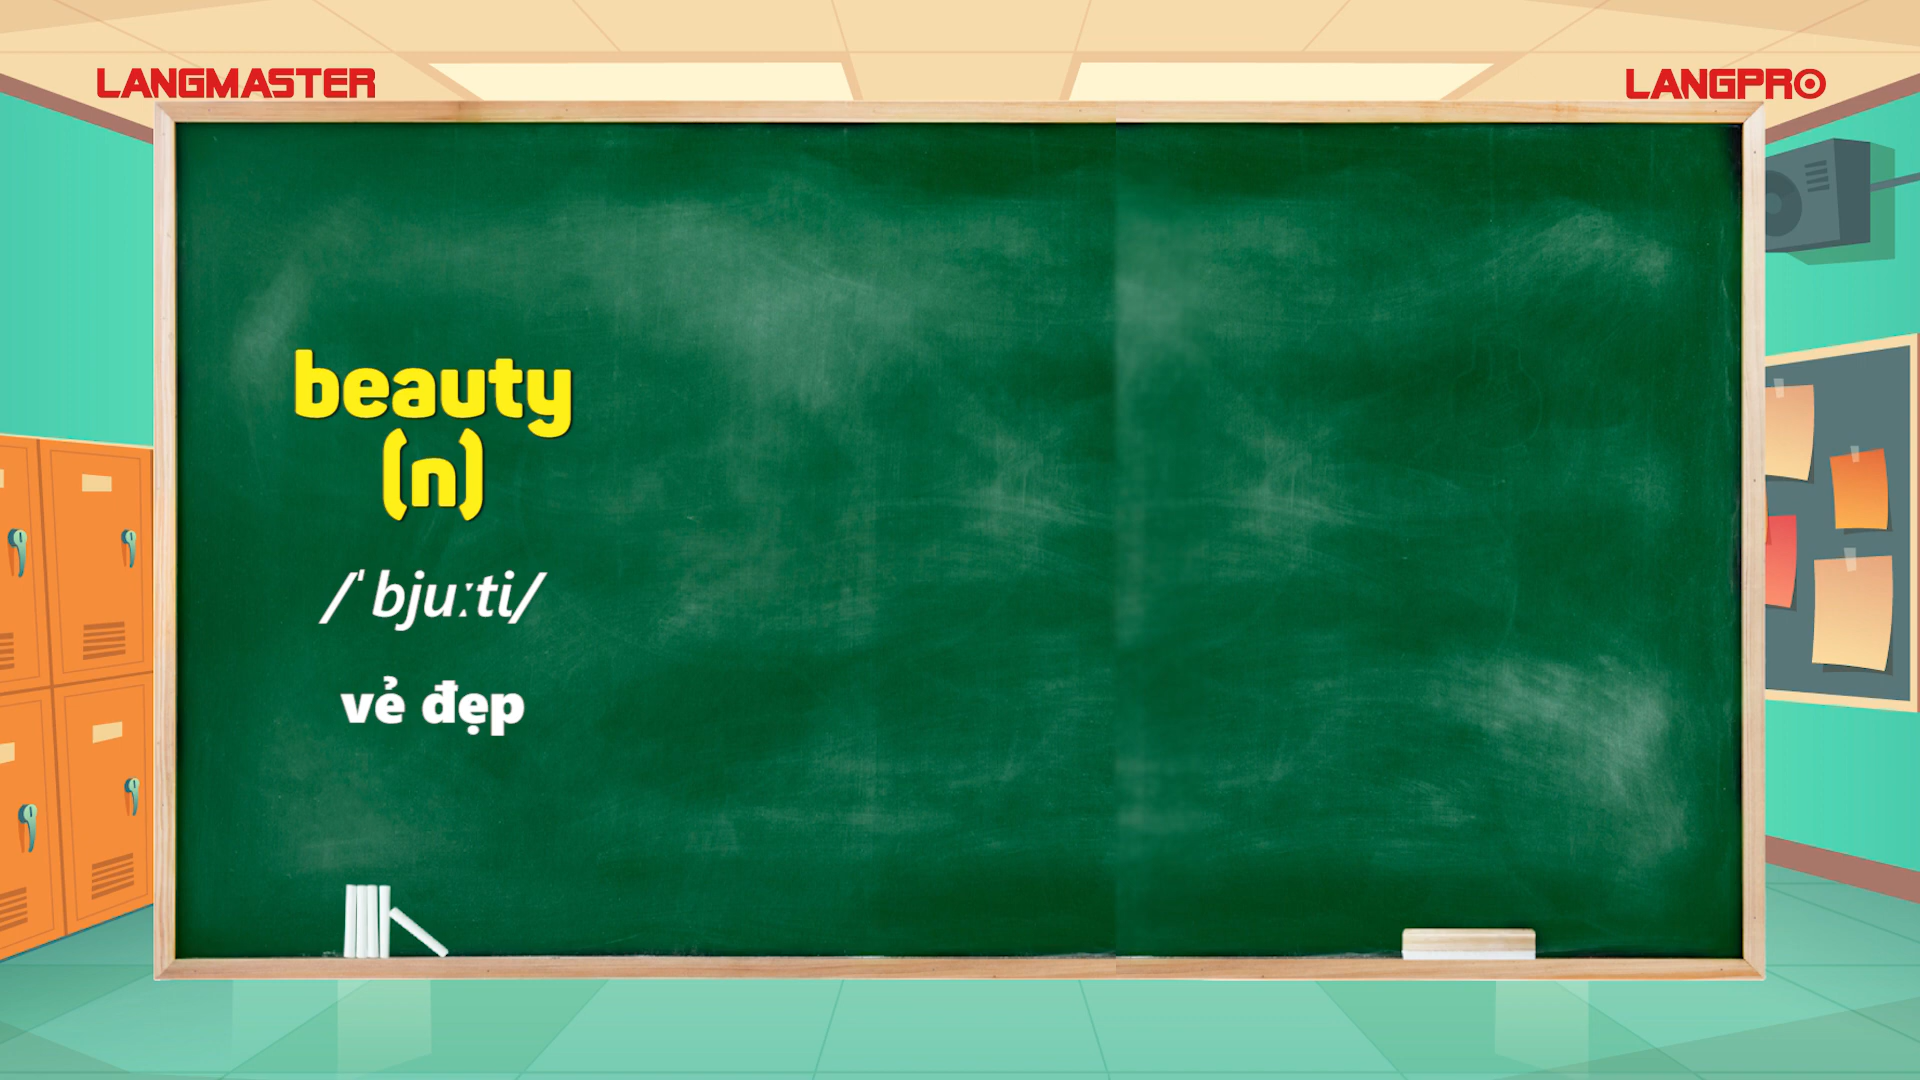 LANGMASTER
LANGPRO
beauty
(n)
/ˈbjuːti/
vẻ đẹp